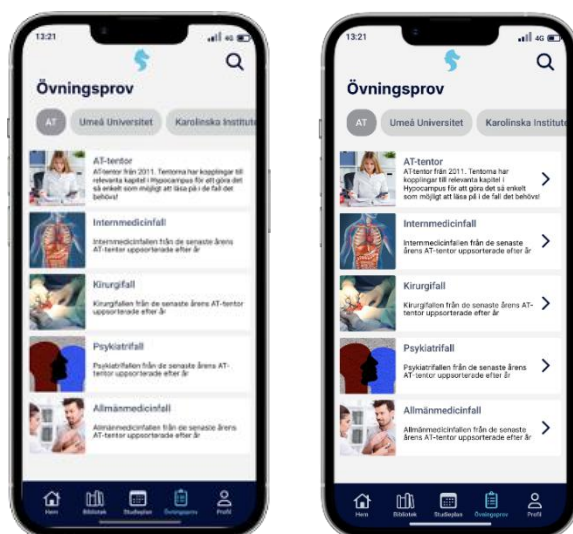 13:21
4G
Övningsprov
AT
Umeå Universitet
Karolinska Institute
AT-tentor
AT-tentor från 2011. Tentorna har
kopplingar till
relevanta kapitel i
Hypocampus för att göra det
så enkelt som möjligt att läsa
på i de fall det
behövs!
Internmedicinfall
Internmedicinfallen från de senaste årens
AT-tentor uppsorterade efter år
Kirurgifall
Kirurgifallen från de senaste årens AT-tentor
uppsorterade efter år
Psykiatrifall
Psykiatrifallen från de senaste årens AT-
tentor uppsorterade efter år
Allmänmedicinfall
Allmänmedicinfallen från de senaste årens
AT-tentor uppsorterade efter år
Hem
Bibliotek
Studieplan
Övningsprov
Profil
13:21
4G
Övningsprov
AT
Umeå Universitet
Karolinska Institute
AT-tentor
AT-tentor från 2011. Tentorna har
kopplingar till relevanta kapitel i
Hypocampus för att göra det så enkelt
som möjligt att läsa på i de fall det
behövs!
Internmedicinfall
Internmedicinfallen från de senaste
årens AT-tentor uppsorterade efter år
Kirurgifall
Kirurgifallen från de senaste årens AT-
tentor uppsorterade efter år
Psykiatrifall
Psykiatrifallen från de senaste årens
AT-tentor uppsorterade efter år
Allmänmedicinfall
Allmänmedicinfallen från de senaste årens
AT-tentor uppsorterade efter år
Hem
Bibliotek
Studieplan
Övningsprov
Profil